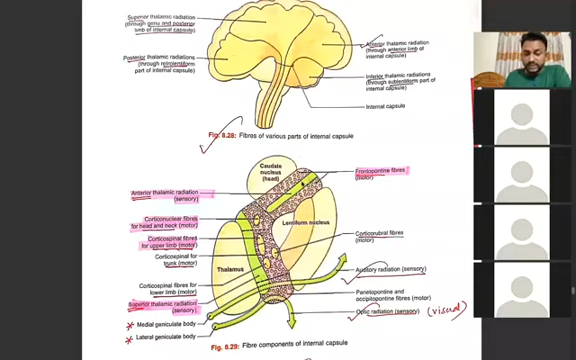 Superior thalamic radiation
(through genu and posterior
limb of internal capsule)
Anterior thalamic radiation
(through anterior limb of
internal capsule)
Posterior thalamic radiations
(through retrolentiform
part of internal capsule)
Inferior thalamic radiations
(through sublentiform part of
internal capsule)
Internal capsule
Fig. 8.28: Fibres of various parts of internal capsule
Caudate
nucleus
(head)
Frontopontine fibres
(motor)
Anterior thalamic radiation
(sensory)
Corticonuclear fibres
for head and neck (motor)
Lentiform nucleus
Corticospinal fibres
for upper limb (motor)
Corticorubral fibres
(motor)
Corticospinal for
trunk (motor)
Thalamus
Auditory radiation (sensory)
Corticospinal fibres for
lower limb (motor)
Parietopontine and
occipitopontine fibres (motor)
Superior thalamic radiation
(sensory)
Optic radiation (sensory) (visual)
* Medial geniculate body
* Lateral geniculate body
Fig. 8.29: Fibre components of internal capsule